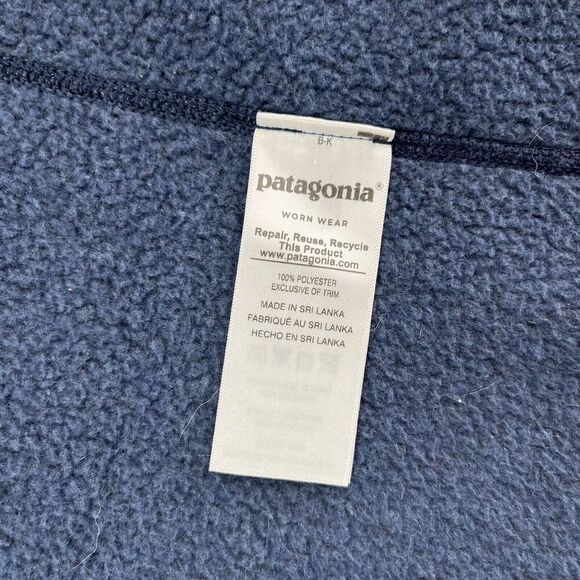 B-K
patagonia®
WORN WEAR
Repair, Reuse, Recycle
This Product
www.patagonia.com
100% POLYESTER
EXCLUSIVE OF TRIM
MADE IN SRI LANKA
FABRIQUÉ AU SRI LANKA
HECHO EN SRI LANKA